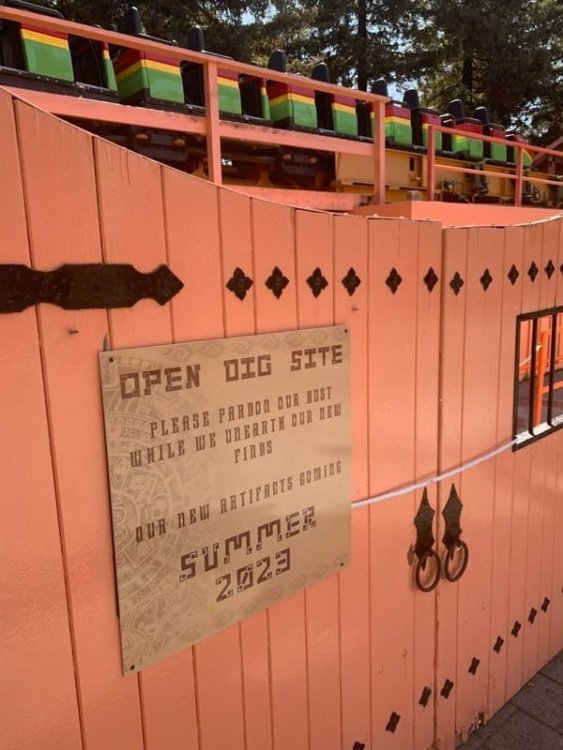 OPEN DIG SITE
PLEASE PARDON OUR DUST
WHILE WE UNEARTH OUR NEW
FINDS
OUR NEW ARTIFACTS COMING
SUMMER
2023